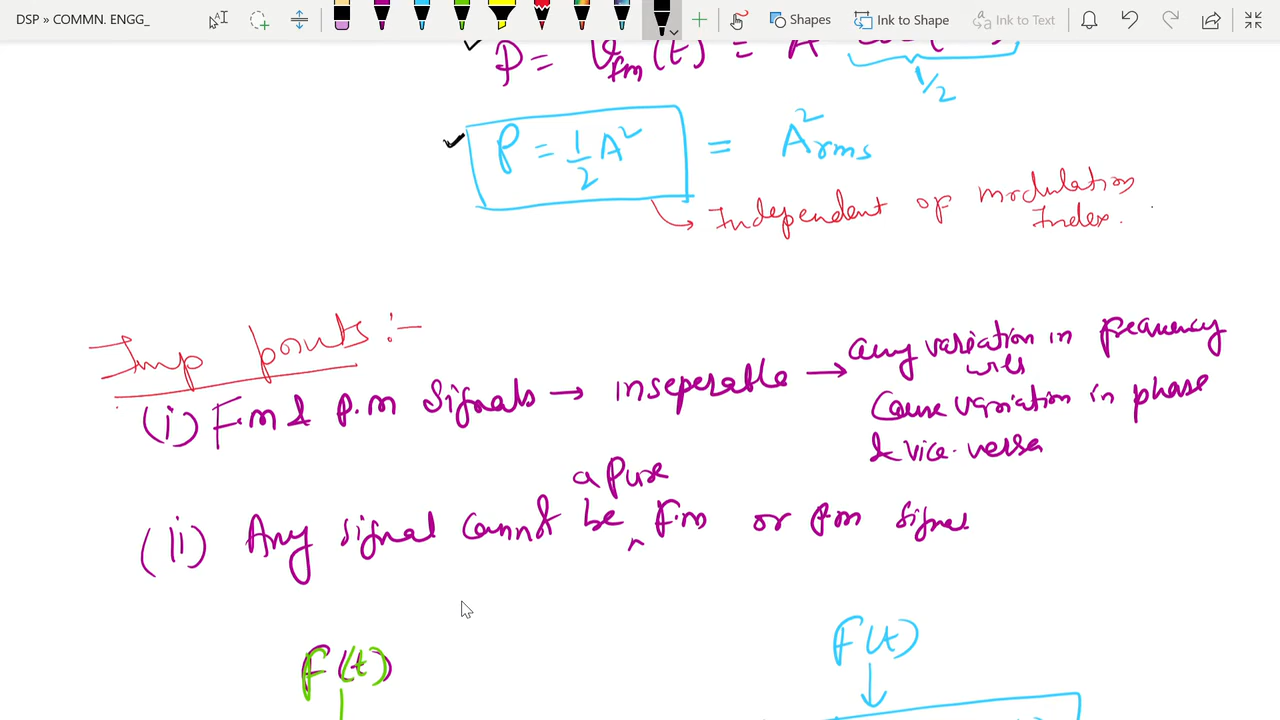 DSP » COMMN. ENGG_
Shapes
Ink to Shape
Ink to Text
P = V_fm (t) = A
1/2
P = 1/2 A² = A²rms
Independent of modulation
Index.
Imp points :-
(i) F.m & P.m Signals → inseperable → any variation in frequency
will
Cause variation in phase
& vice-versa
a pure
(ii) Any signal cannot be ^ F.m or P.m signal
F(t)
F(t)